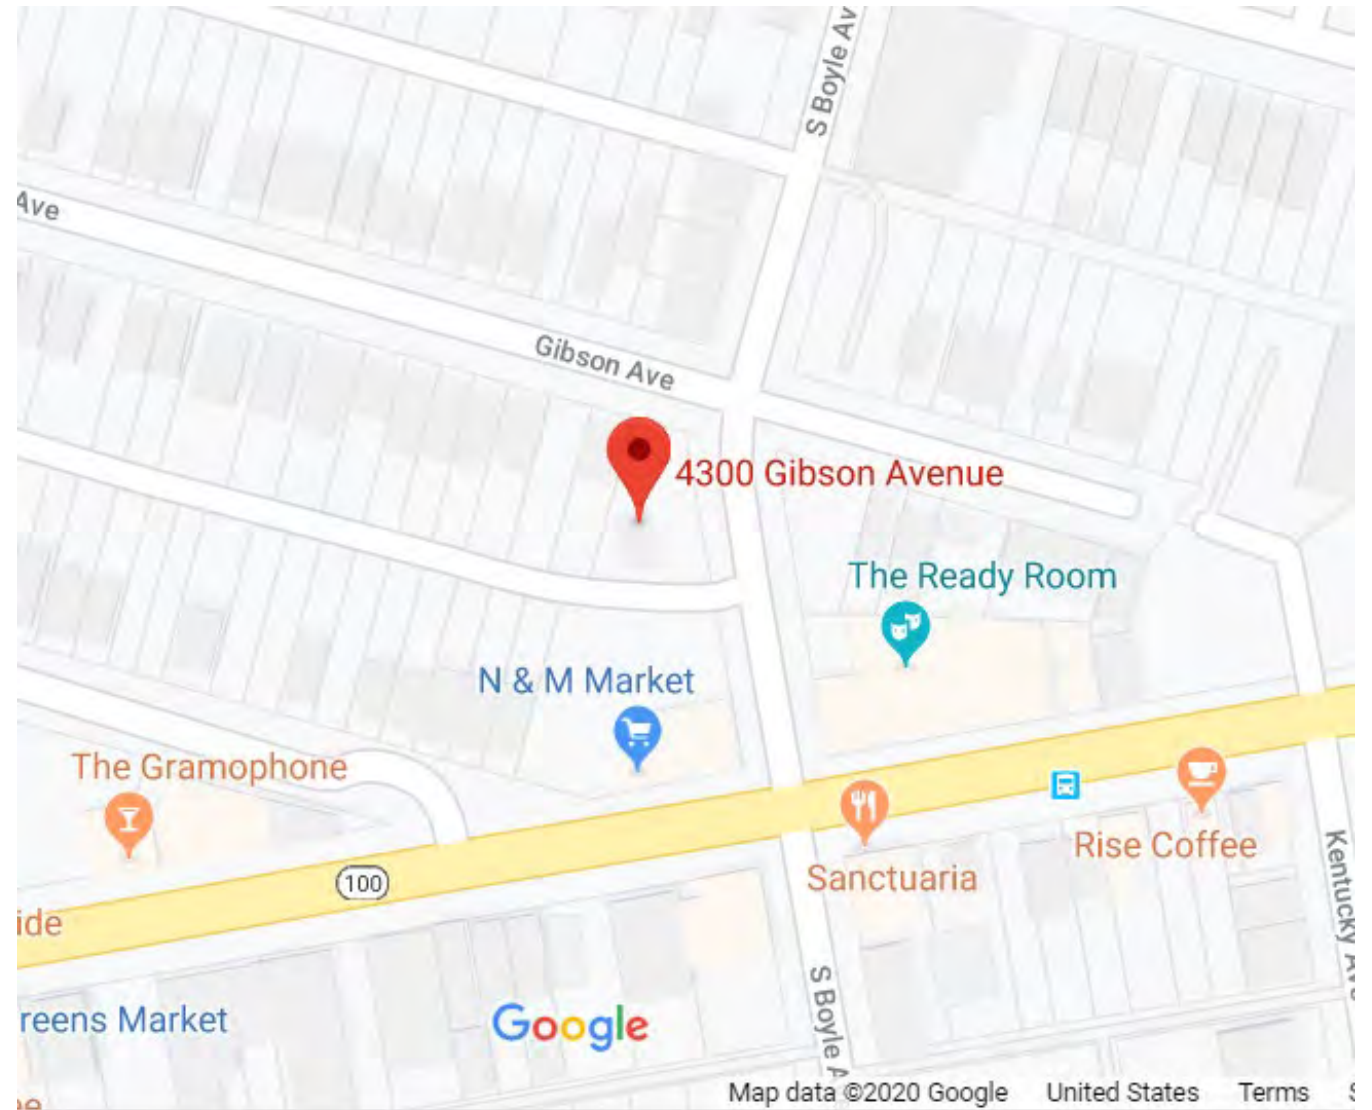 S Boyle Av
Ave
Gibson Ave
4300 Gibson Avenue
The Ready Room
N & M Market
The Gramophone
Rise Coffee
Kentucky Ave
Sanctuaria
100
ide
S Boyle A
reens Market
Google
Map data ©2020 Google United States Terms S